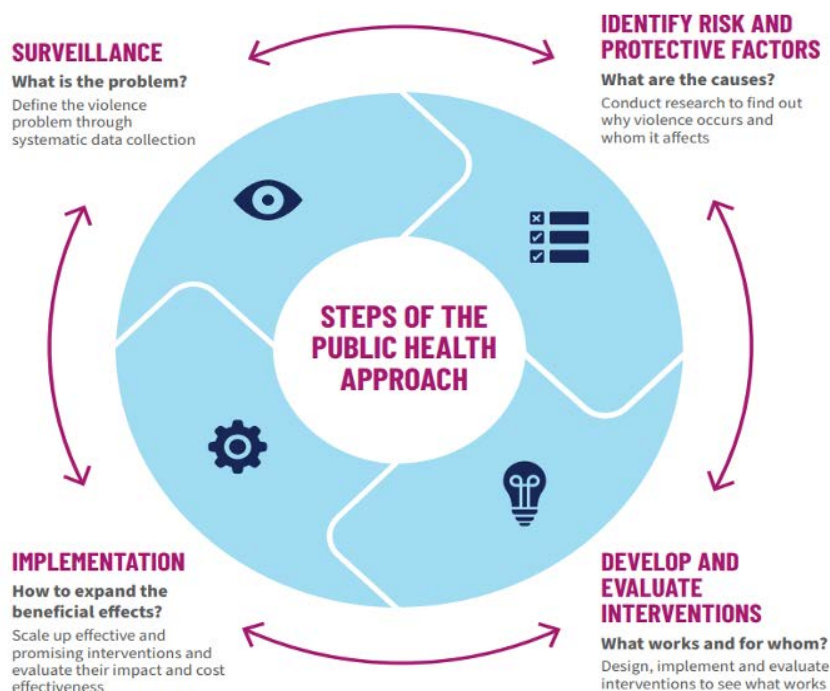 SURVEILLANCE
What is the problem?
Define the violence
problem through
systematic data collection
IDENTIFY RISK AND
PROTECTIVE FACTORS
What are the causes?
Conduct research to find out
why violence occurs and
whom it affects
STEPS OF THE
PUBLIC HEALTH
APPROACH
IMPLEMENTATION
How to expand the
beneficial effects?
Scale up effective and
promising interventions and
evaluate their impact and cost
effectiveness
DEVELOP AND
EVALUATE
INTERVENTIONS
What works and for whom?
Design, implement and evaluate
interventions to see what works